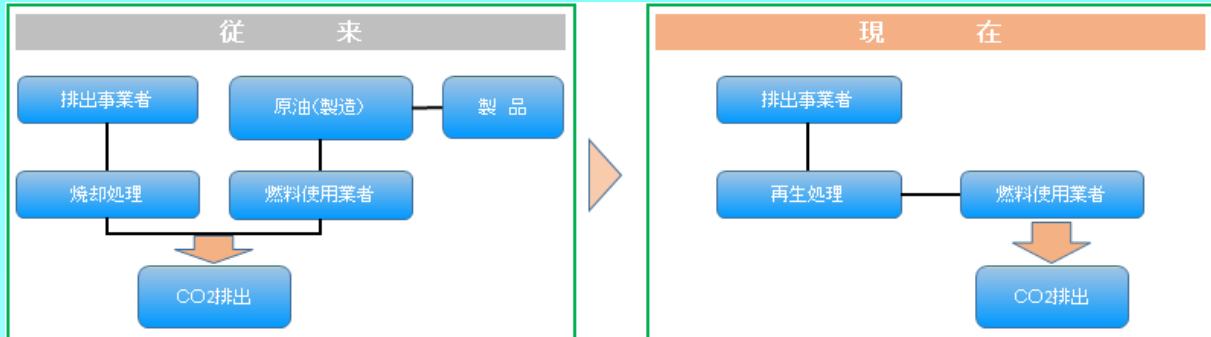 従　来
排出事業者
原油(製造)
製 品
焼却処理
燃料使用業者
CO2排出
現　在
排出事業者
再生処理
燃料使用業者
CO2排出